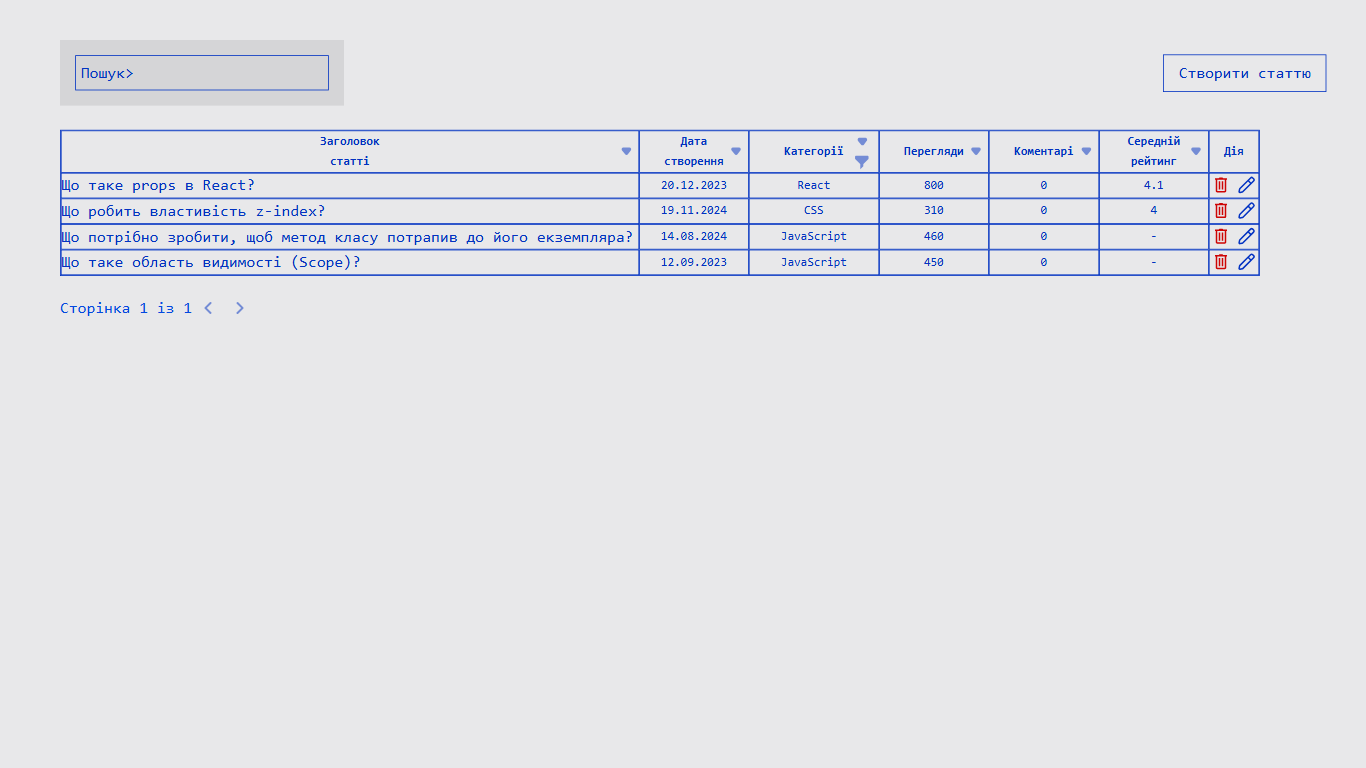 Пошук>
Створити статтю
Заголовок статті Дата створення Категорії Перегляди Коментарі Середній рейтинг Дія
Що таке props в React? 20.12.2023 React 800 0 4.1
Що робить властивість z-index? 19.11.2024 CSS 310 0 4
Що потрібно зробити, щоб метод класу потрапив до його екземпляра? 14.08.2024 JavaScript 460 0 -
Що таке область видимості (Scope)? 12.09.2023 JavaScript 450 0 -
Сторінка 1 із 1